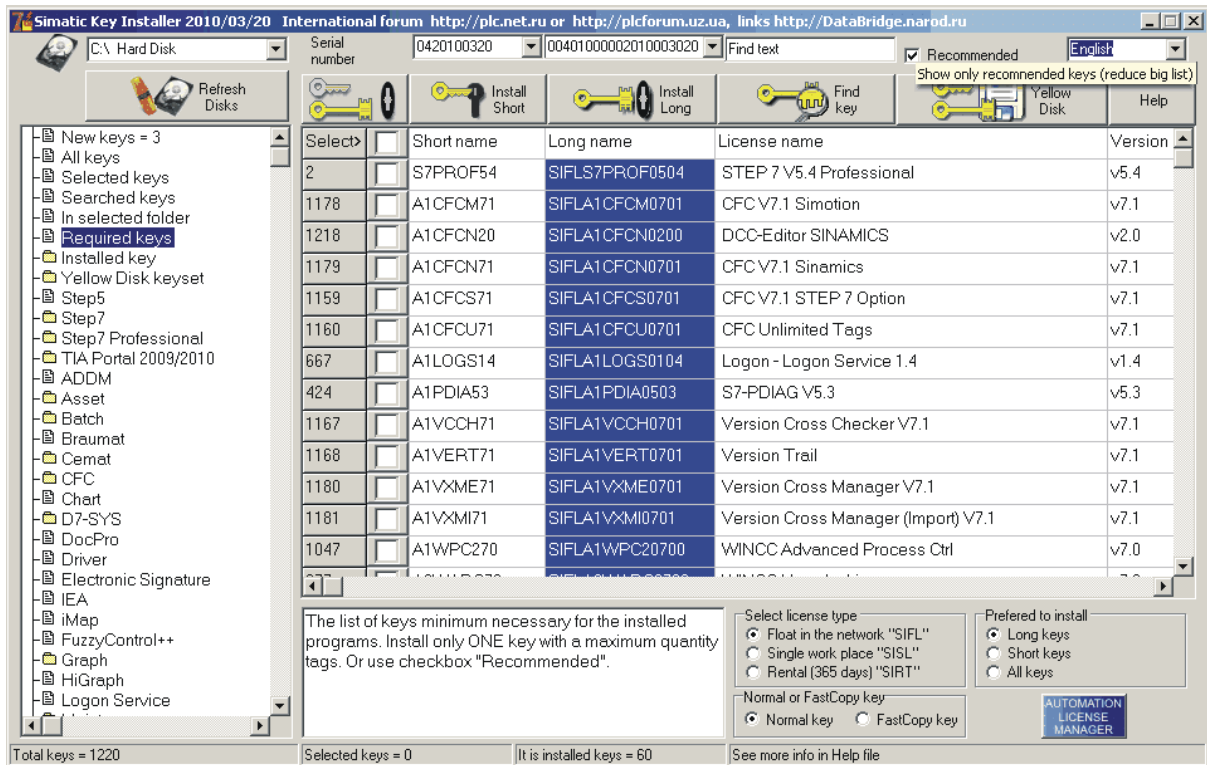 Simatic Key Installer 2010/03/20 International forum http://plc.net.ru or http://plcforum.uz.ua, links http://DataBridge.narod.ru
C:\ Hard Disk
Serial number
0420100320
00401000002010003020
Find text
Recommended
English
Show only recomnended keys (reduce big list)
Refresh Disks
Install Short
Install Long
Find key
Yellow Disk
Help
New keys = 3
All keys
Selected keys
Searched keys
In selected folder
Required keys
Installed key
Yellow Disk keyset
Step5
Step7
Step7 Professional
TIA Portal 2009/2010
ADDM
Asset
Batch
Braumat
Cemat
CFC
Chart
D7-SYS
DocPro
Driver
Electronic Signature
IEA
iMap
FuzzyControl++
Graph
HiGraph
Logon Service
Select> Short name Long name License name Version
2 S7PROF54 SIFLS7PROF0504 STEP 7 V5.4 Professional v5.4
1178 A1CFCM71 SIFLA1CFCM0701 CFC V7.1 Simotion v7.1
1218 A1CFCN20 SIFLA1CFCN0200 DCC-Editor SINAMICS v2.0
1179 A1CFCN71 SIFLA1CFCN0701 CFC V7.1 Sinamics v7.1
1159 A1CFCS71 SIFLA1CFCS0701 CFC V7.1 STEP 7 Option v7.1
1160 A1CFCU71 SIFLA1CFCU0701 CFC Unlimited Tags v7.1
667 A1LOGS14 SIFLA1LOGS0104 Logon - Logon Service 1.4 v1.4
424 A1PDIA53 SIFLA1PDIA0503 S7-PDIAG V5.3 v5.3
1167 A1VCCH71 SIFLA1VCCH0701 Version Cross Checker V7.1 v7.1
1168 A1VERT71 SIFLA1VERT0701 Version Trail v7.1
1180 A1VXME71 SIFLA1VXME0701 Version Cross Manager V7.1 v7.1
1181 A1VXMI71 SIFLA1VXMI0701 Version Cross Manager (Import) V7.1 v7.1
1047 A1WPC270 SIFLA1WPC20700 WINCC Advanced Process Ctrl v7.0
The list of keys minimum necessary for the installed
programs. Install only ONE key with a maximum quantity
tags. Or use checkbox "Recommended".
Select license type
Float in the network "SIFL"
Single work place "SISL"
Rental (365 days) "SIRT"
Normal or FastCopy key
Normal key FastCopy key
Prefered to install
Long keys
Short keys
All keys
AUTOMATION
LICENSE
MANAGER
Total keys = 1220 Selected keys = 0 It is installed keys = 60 See more info in Help file